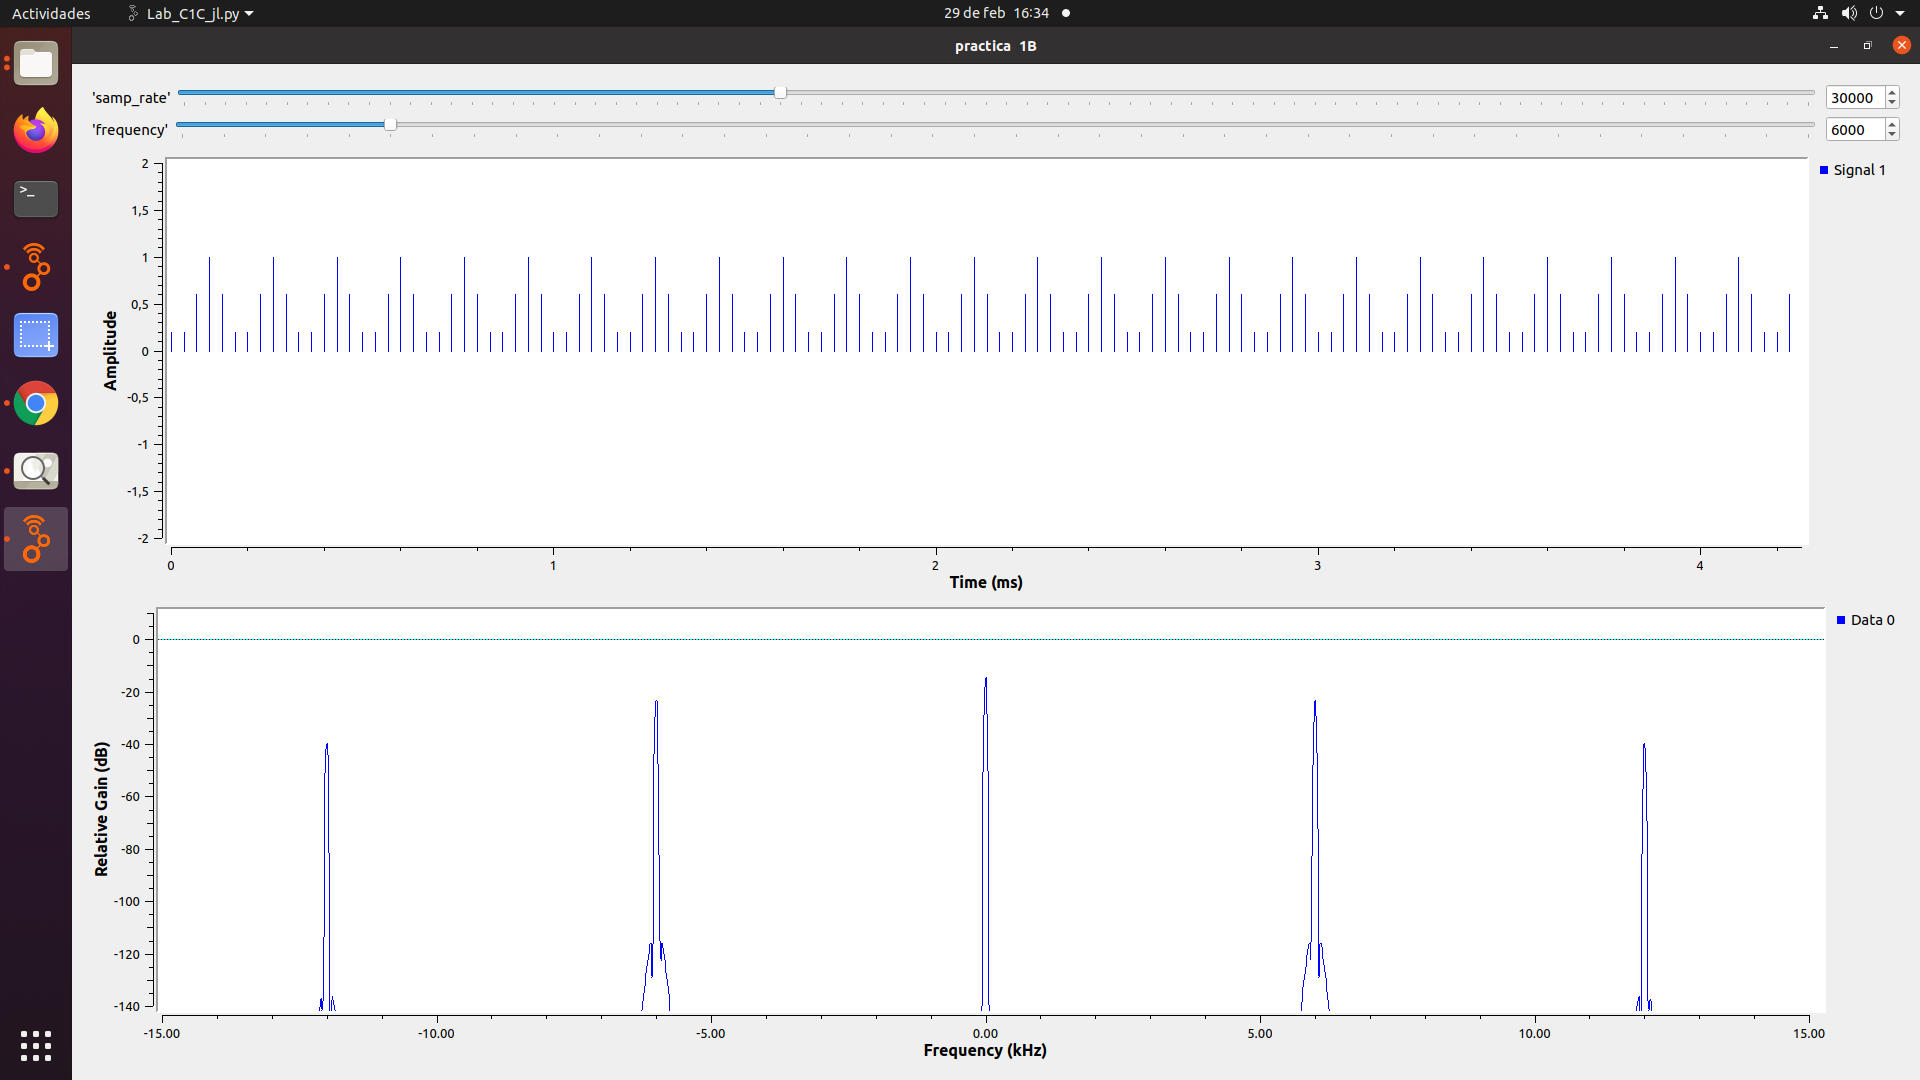 Actividades Lab_C1C_jl.py 29 de feb 16:34
practica 1B
'samp_rate' 30000
'frequency' 6000
Signal 1
2
1,5
1
0,5
0
-0,5
-1
-1,5
-2
Amplitude
0 1 2 3 4
Time (ms)
Data 0
0
-20
-40
-60
-80
-100
-120
-140
Relative Gain (dB)
-15.00 -10.00 -5.00 0.00 5.00 10.00 15.00
Frequency (kHz)